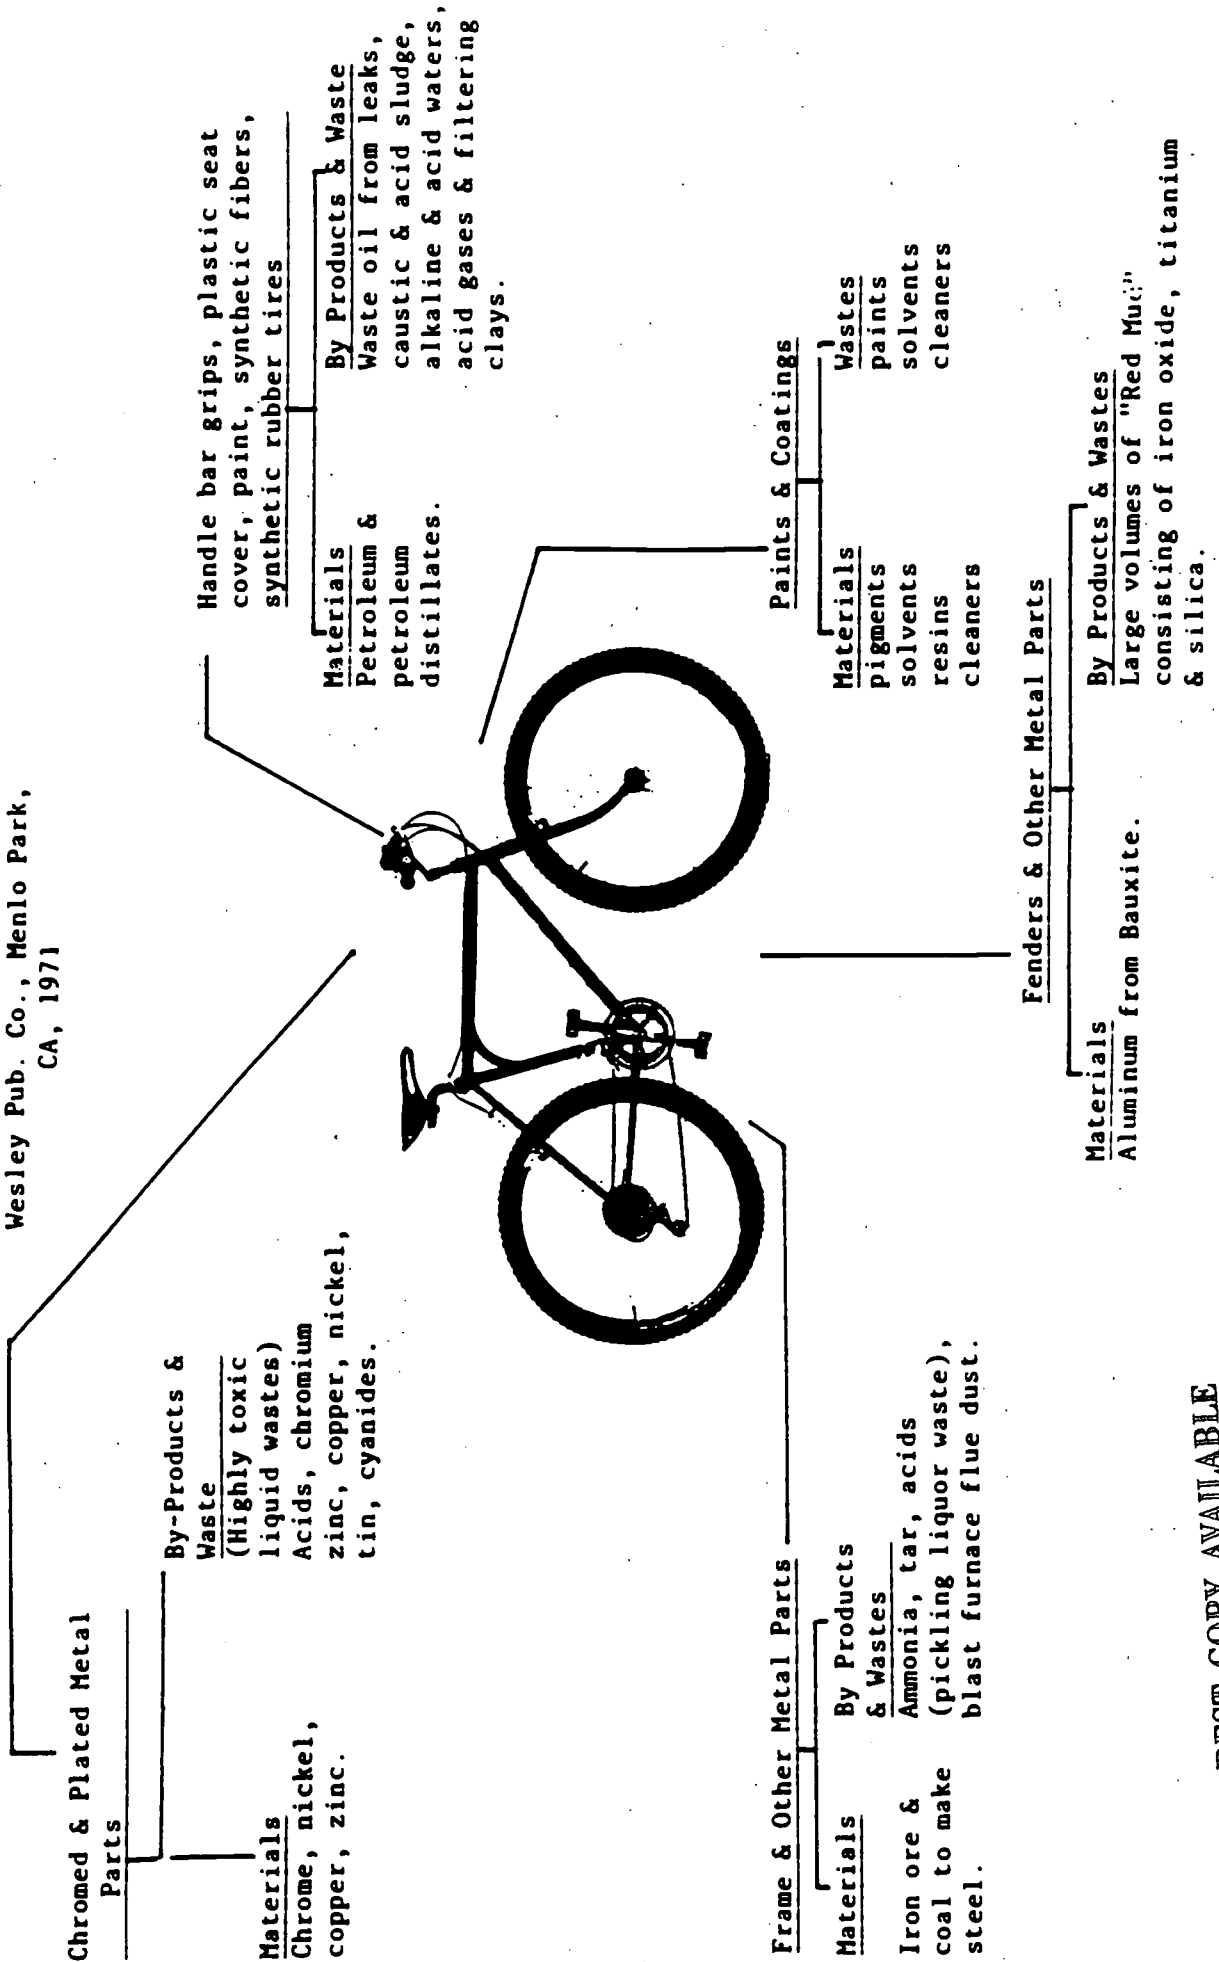 Wesley Pub. Co., Menlo Park,
CA, 1971
Chromed & Plated Metal
Parts
Materials
Chrome, nickel,
copper, zinc.
By-Products &
Waste
(Highly toxic
liquid wastes)
Acids, chromium
zinc, copper, nickel,
tin, cyanides.
Handle bar grips, plastic seat
cover, paint, synthetic fibers,
synthetic rubber tires
Materials
Petroleum &
petroleum
distillates.
By Products & Waste
Waste oil from leaks,
caustic & acid sludge,
alkaline & acid waters,
acid gases & filtering
clays.
Frame & Other Metal Parts
Materials
Iron ore &
coal to make
steel.
By Products
& Wastes
Ammonia, tar, acids
(pickling liquor waste),
blast furnace flue dust.
Paints & Coatings
Materials
pigments
solvents
resins
cleaners
Wastes
paints
solvents
cleaners
Fenders & Other Metal Parts
Materials
Aluminum from Bauxite.
By Products & Wastes
Large volumes of "Red Mud"
consisting of iron oxide, titanium
& silica.
BEST COPY AVAILABLE